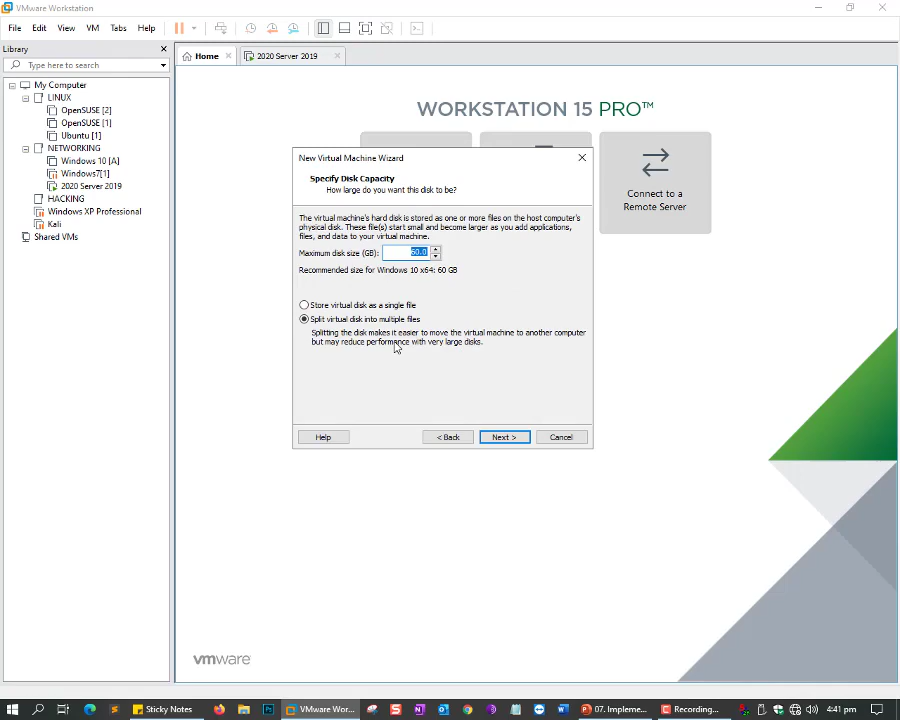 VMware Workstation
File Edit View VM Tabs Help
Library
Type here to search
My Computer
LINUX
OpenSUSE [2]
OpenSUSE [1]
Ubuntu [1]
NETWORKING
Windows 10 [A]
Windows7[1]
2020 Server 2019
HACKING
Windows XP Professional
Kali
Shared VMs
Home
2020 Server 2019
WORKSTATION 15 PRO™
Connect to a
Remote Server
New Virtual Machine Wizard
Specify Disk Capacity
How large do you want this disk to be?
The virtual machine's hard disk is stored as one or more files on the host computer's
physical disk. These file(s) start small and become larger as you add applications,
files, and data to your virtual machine.
Maximum disk size (GB): 60.0
Recommended size for Windows 10 x64: 60 GB
Store virtual disk as a single file
Split virtual disk into multiple files
Splitting the disk makes it easier to move the virtual machine to another computer
but may reduce performance with very large disks.
Help
< Back
Next >
Cancel
vmware
Sticky Notes
VMware Wor...
07. Impleme...
Recording...
4:41 pm